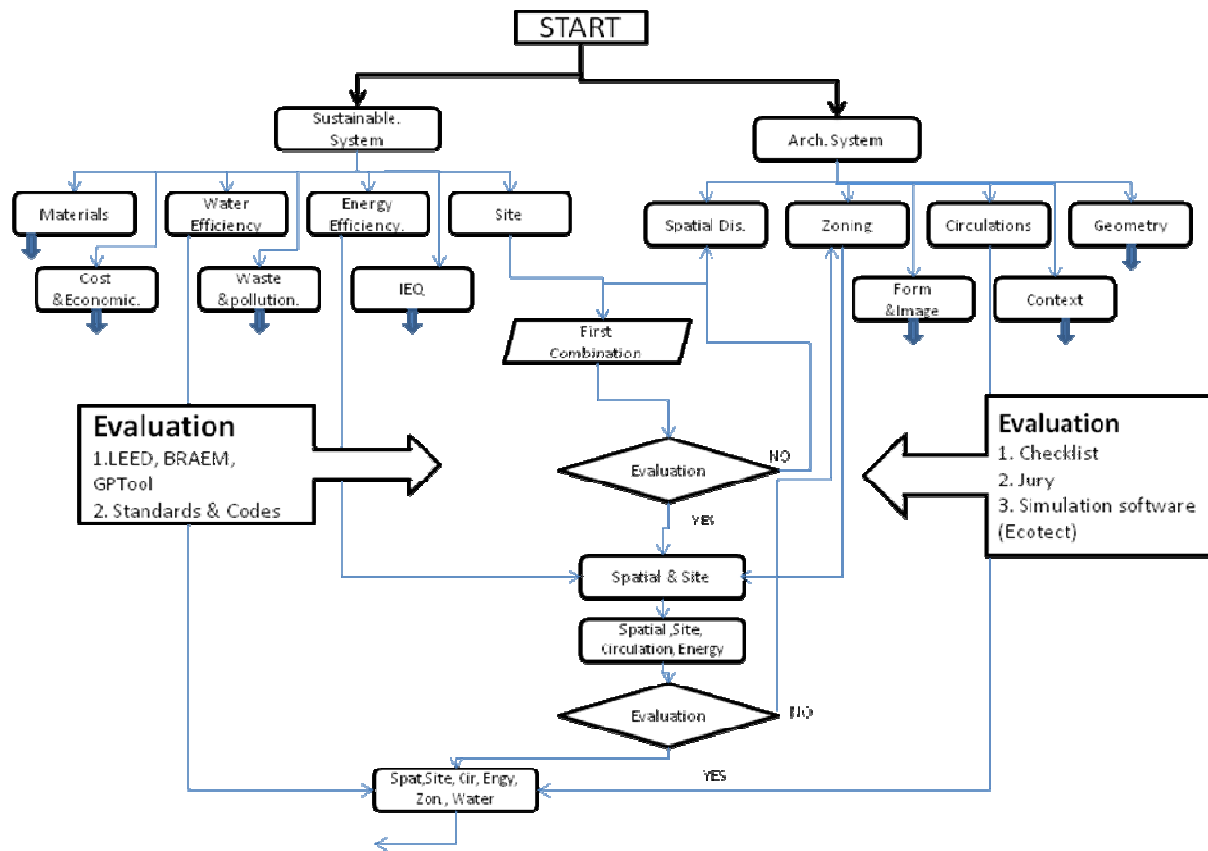 START
Sustainable.
System
Arch. System
Materials
Water
Efficiency
Energy
Efficiency.
Site
Spatial Dis.
Zoning
Circulations
Geometry
Cost
&Economic.
Waste
&pollution.
IEQ
Form
&Image
Context
First
Combination
Evaluation
1.LEED, BRAEM,
GPTool
2. Standards & Codes
Evaluation
NO
Evaluation
1. Checklist
2. Jury
3. Simulation software
(Ecotect)
YES
Spatial & Site
Spatial ,Site,
Circulation, Energy
Evaluation
NO
Spat,Site, Cir, Engy,
Zon., Water
YES